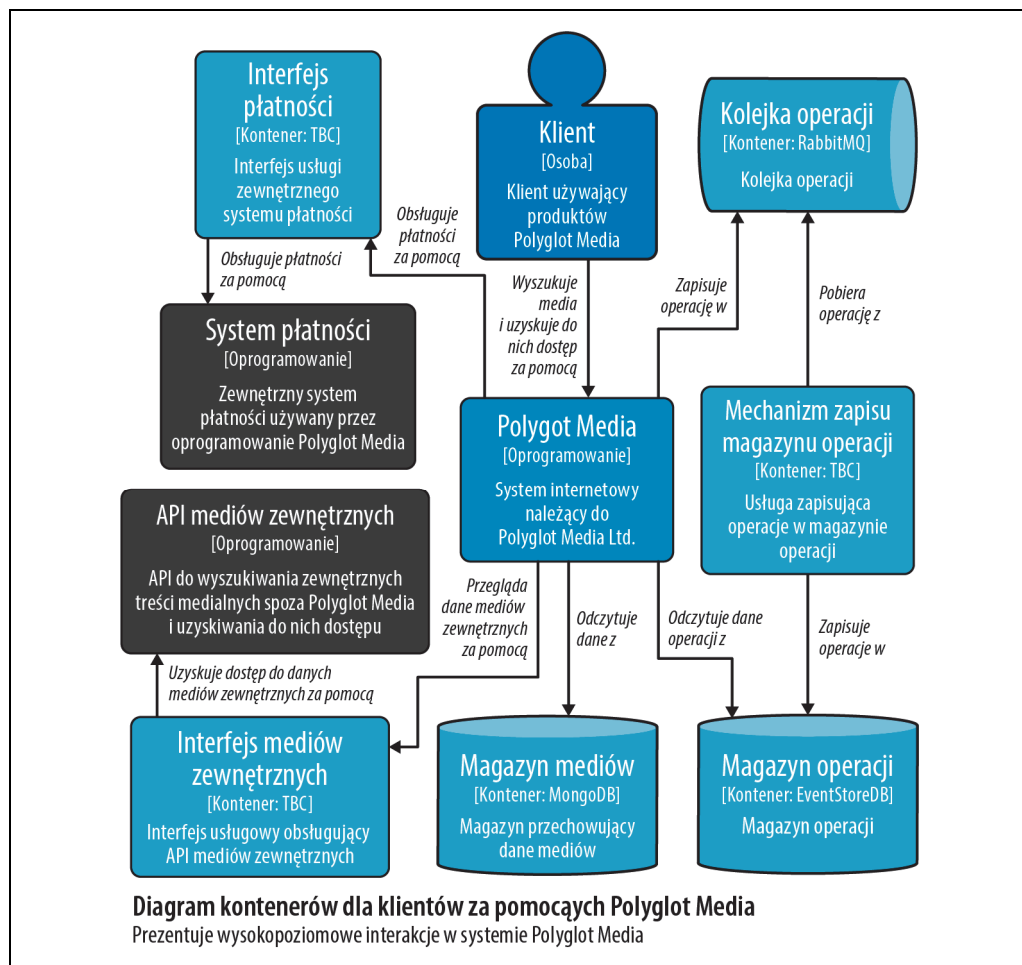 Interfejs
płatności
[Kontener: TBC]
Interfejs usługi
zewnętrznego
systemu płatności
Klient
[Osoba]
Klient używający
produktów
Polyglot Media
Kolejka operacji
[Kontener: RabbitMQ]
Kolejka operacji
Obsługuje płatności
za pomocą
Obsługuje
płatności
za pomocą
Wyszukuje
media
i uzyskuje do
nich dostęp
za pomocą
Zapisuje
operację w
Pobiera
operację z
System płatności
[Oprogramowanie]
Zewnętrzny system
płatności używany przez
oprogramowanie Polyglot Media
Polygot Media
[Oprogramowanie]
System internetowy
należący do
Polyglot Media Ltd.
Mechanizm zapisu
magazynu operacji
[Kontener: TBC]
Usługa zapisująca
operacje w magazynie
operacji
API mediów zewnętrznych
[Oprogramowanie]
API do wyszukiwania zewnętrznych
treści medialnych spoza Polyglot Media
i uzyskiwania do nich dostępu
Uzyskuje dostęp do danych
mediów zewnętrznych za pomocą
Przegląda
dane mediów
zewnętrznych
za pomocą
Odczytuje
dane z
Odczytuje dane
operacji z
Zapisuje
operacje w
Interfejs mediów
zewnętrznych
[Kontener: TBC]
Interfejs usługowy obsługujący
API mediów zewnętrznych
Magazyn mediów
[Kontener: MongoDB]
Magazyn przechowujący
dane mediów
Magazyn operacji
[Kontener: EventStoreDB]
Magazyn operacji
Diagram kontenerów dla klientów za pomocąych Polyglot Media
Prezentuje wysokopoziomowe interakcje w systemie Polyglot Media